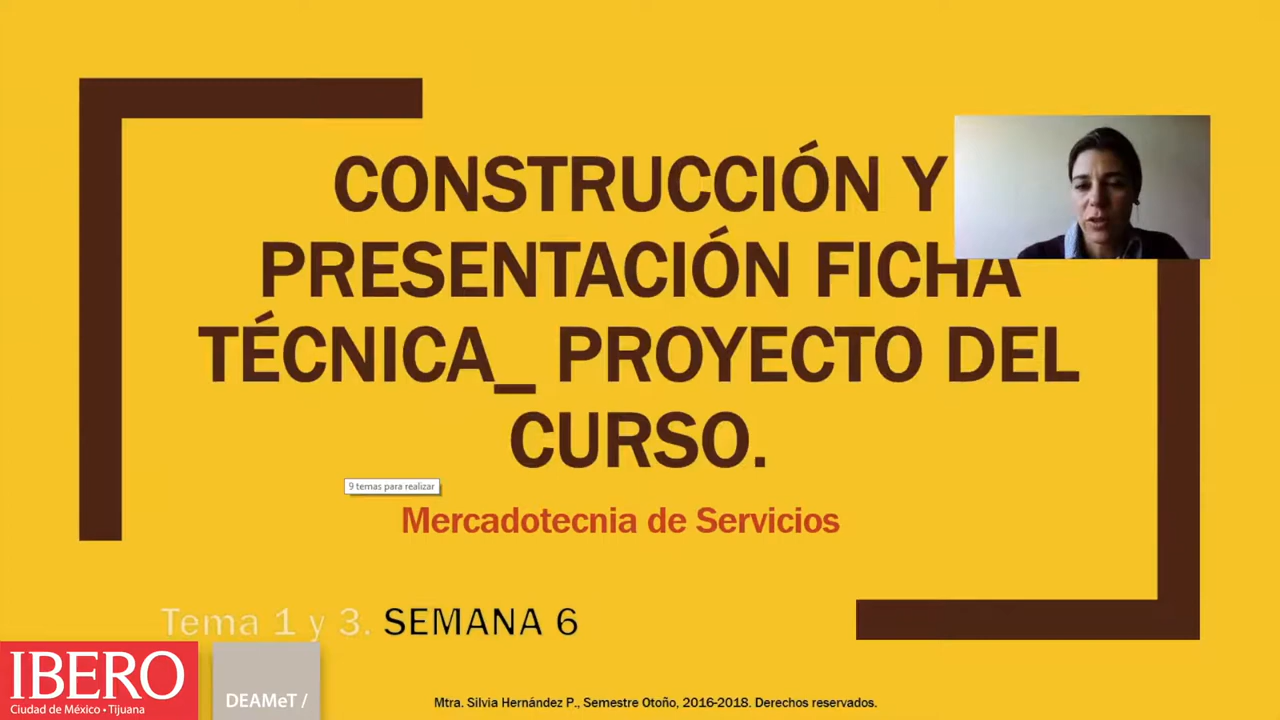 CONSTRUCCIÓN Y
PRESENTACIÓN FICHA
TÉCNICA_ PROYECTO DEL
CURSO.
9 temas para realizar
Mercadotecnia de Servicios
Tema 1 y 3. SEMANA 6
IBERO
Ciudad de México • Tijuana
DEAMeT /
Mtra. Silvia Hernández P., Semestre Otoño, 2016-2018. Derechos reservados.